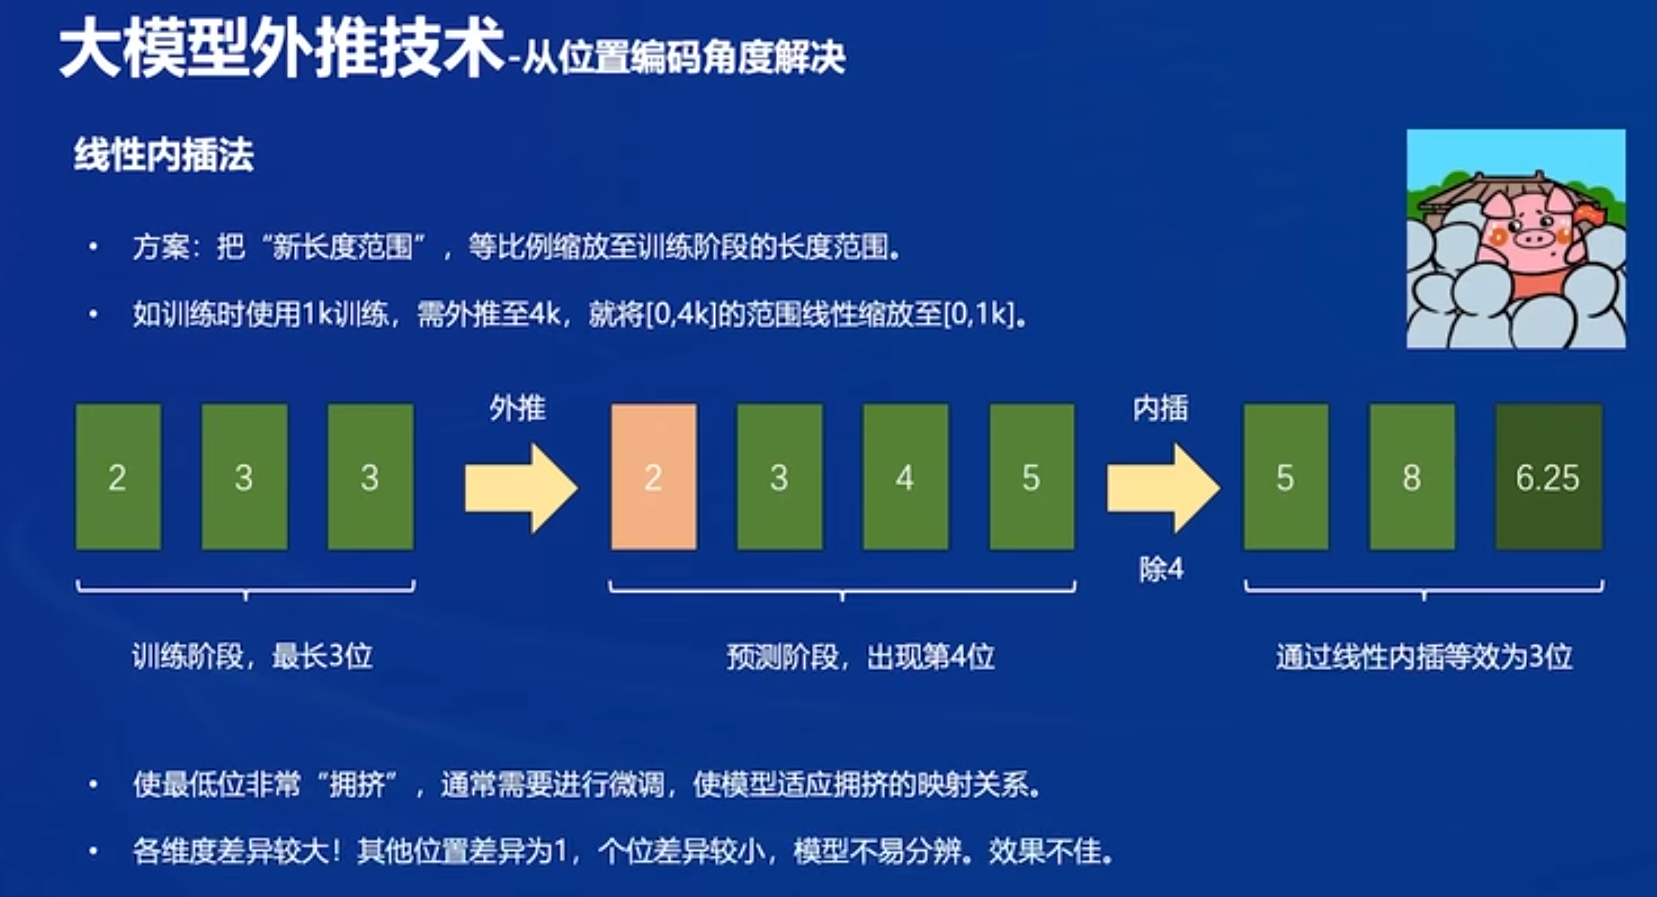 大模型外推技术-从位置编码角度解决
线性内插法
• 方案：把“新长度范围”，等比例缩放至训练阶段的长度范围。
• 如训练时使用1k训练，需外推至4k，就将[0,4k]的范围线性缩放至[0,1k]。
外推
内插
2 3 3 2 3 4 5 5 8 6.25
除4
训练阶段，最长3位
预测阶段，出现第4位
通过线性内插等效为3位
• 使最低位非常“拥挤”，通常需要进行微调，使模型适应拥挤的映射关系。
• 各维度差异较大！其他位置差异为1，个位差异较小，模型不易分辨。效果不佳。